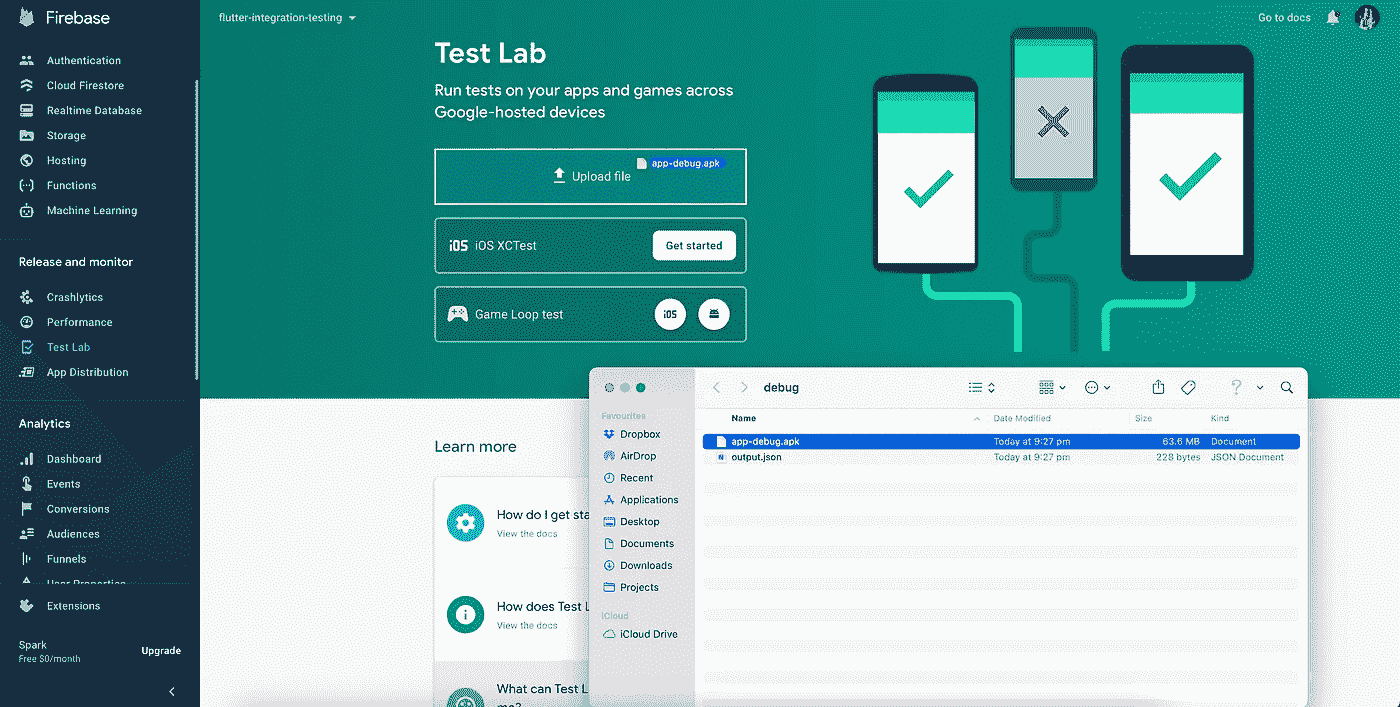 Firebase
flutter-integration-testing
Go to docs
Authentication
Cloud Firestore
Realtime Database
Storage
Hosting
Functions
Machine Learning
Release and monitor
Crashlytics
Performance
Test Lab
App Distribution
Analytics
Dashboard
Events
Conversions
Audiences
Funnels
User Properties
Extensions
Spark
Free $0/month
Upgrade
Test Lab
Run tests on your apps and games across
Google-hosted devices
app-debug.apk
Upload file
iOS iOS XCTest
Get started
Game Loop test
iOS
Learn more
How do I get sta
View the docs
How does Test L
View the docs
What can Test L
me?
debug
Favourites
Dropbox
AirDrop
Recent
Applications
Desktop
Documents
Downloads
Projects
iCloud
iCloud Drive
Name Date Modified Size Kind
app-debug.apk Today at 9:27 pm 63.6 MB Document
output.json Today at 9:27 pm 228 bytes JSON Document